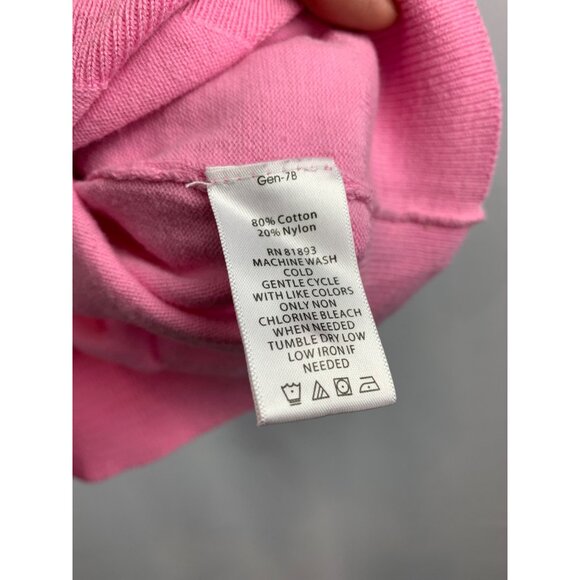 Gen-7B
80% Cotton
20% Nylon
RN 81893
MACHINE WASH
COLD
GENTLE CYCLE
WITH LIKE COLORS
ONLY NON
CHLORINE BLEACH
WHEN NEEDED
TUMBLE DRY LOW
LOW IRON IF
NEEDED